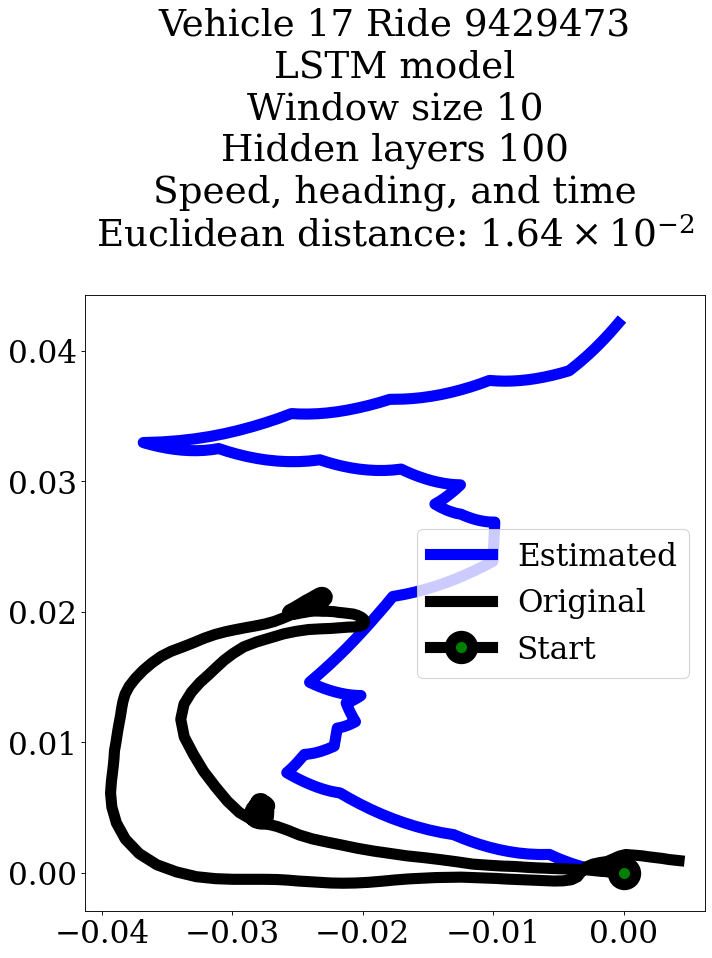 Vehicle 17 Ride 9429473
LSTM model
Window size 10
Hidden layers 100
Speed, heading, and time
Euclidean distance: 1.64 × 10⁻²
0.04
0.03
0.02
0.01
0.00
Estimated
Original
Start
−0.04 −0.03 −0.02 −0.01 0.00